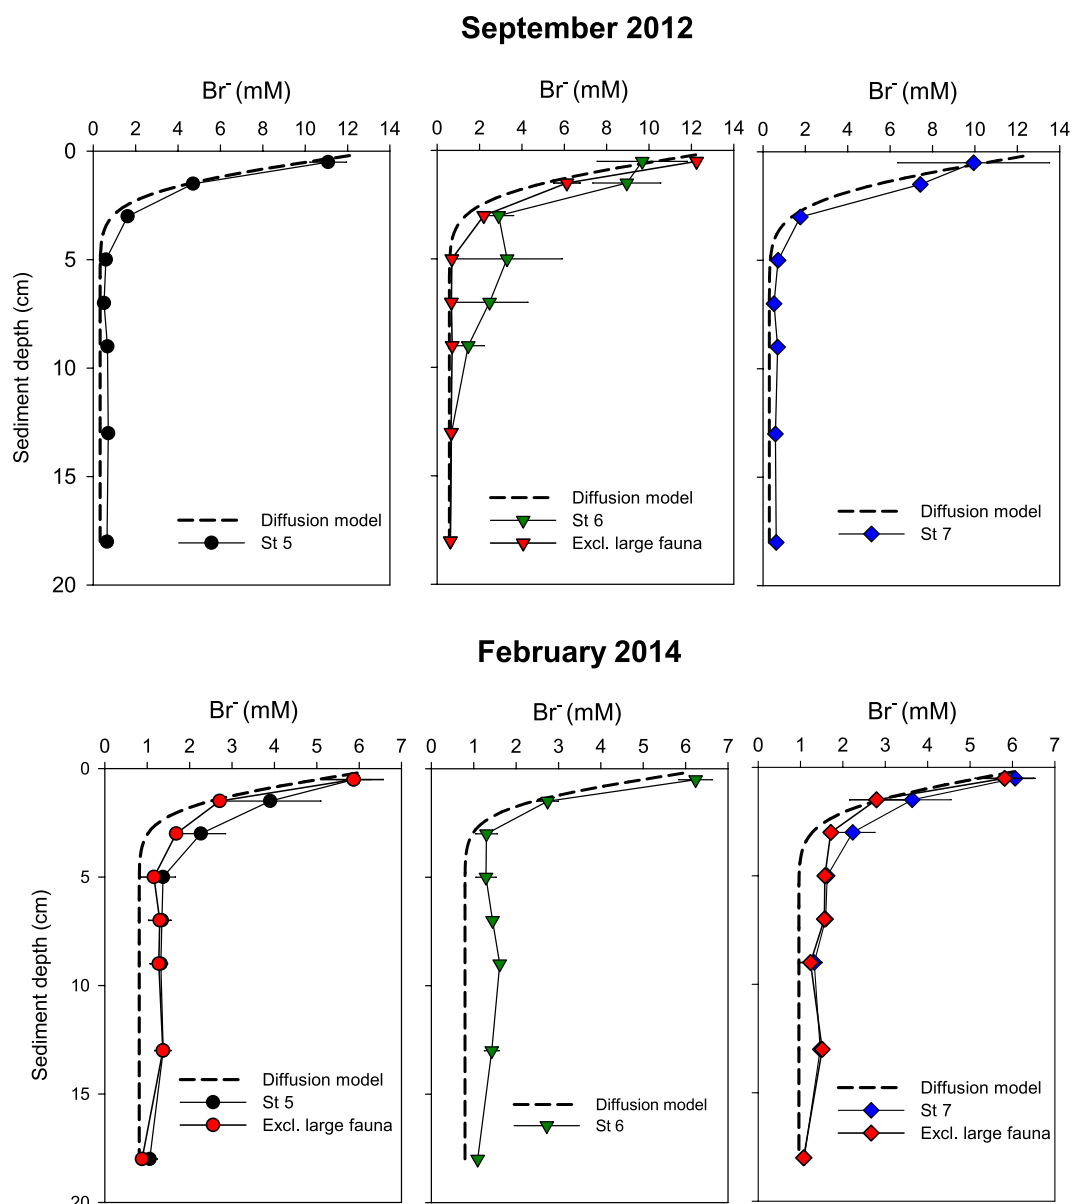 September 2012
Br⁻ (mM) Br⁻ (mM) Br⁻ (mM)
0 2 4 6 8 10 12 14 0 2 4 6 8 10 12 14 0 2 4 6 8 10 12 14
0
5
10
15
20
Sediment depth (cm)
Diffusion model
St 5
Diffusion model
St 6
Excl. large fauna
Diffusion model
St 7
February 2014
Br⁻ (mM) Br⁻ (mM) Br⁻ (mM)
0 1 2 3 4 5 6 7 0 1 2 3 4 5 6 7 0 1 2 3 4 5 6 7
0
5
10
15
20
Sediment depth (cm)
Diffusion model
St 5
Excl. large fauna
Diffusion model
St 6
Diffusion model
St 7
Excl. large fauna